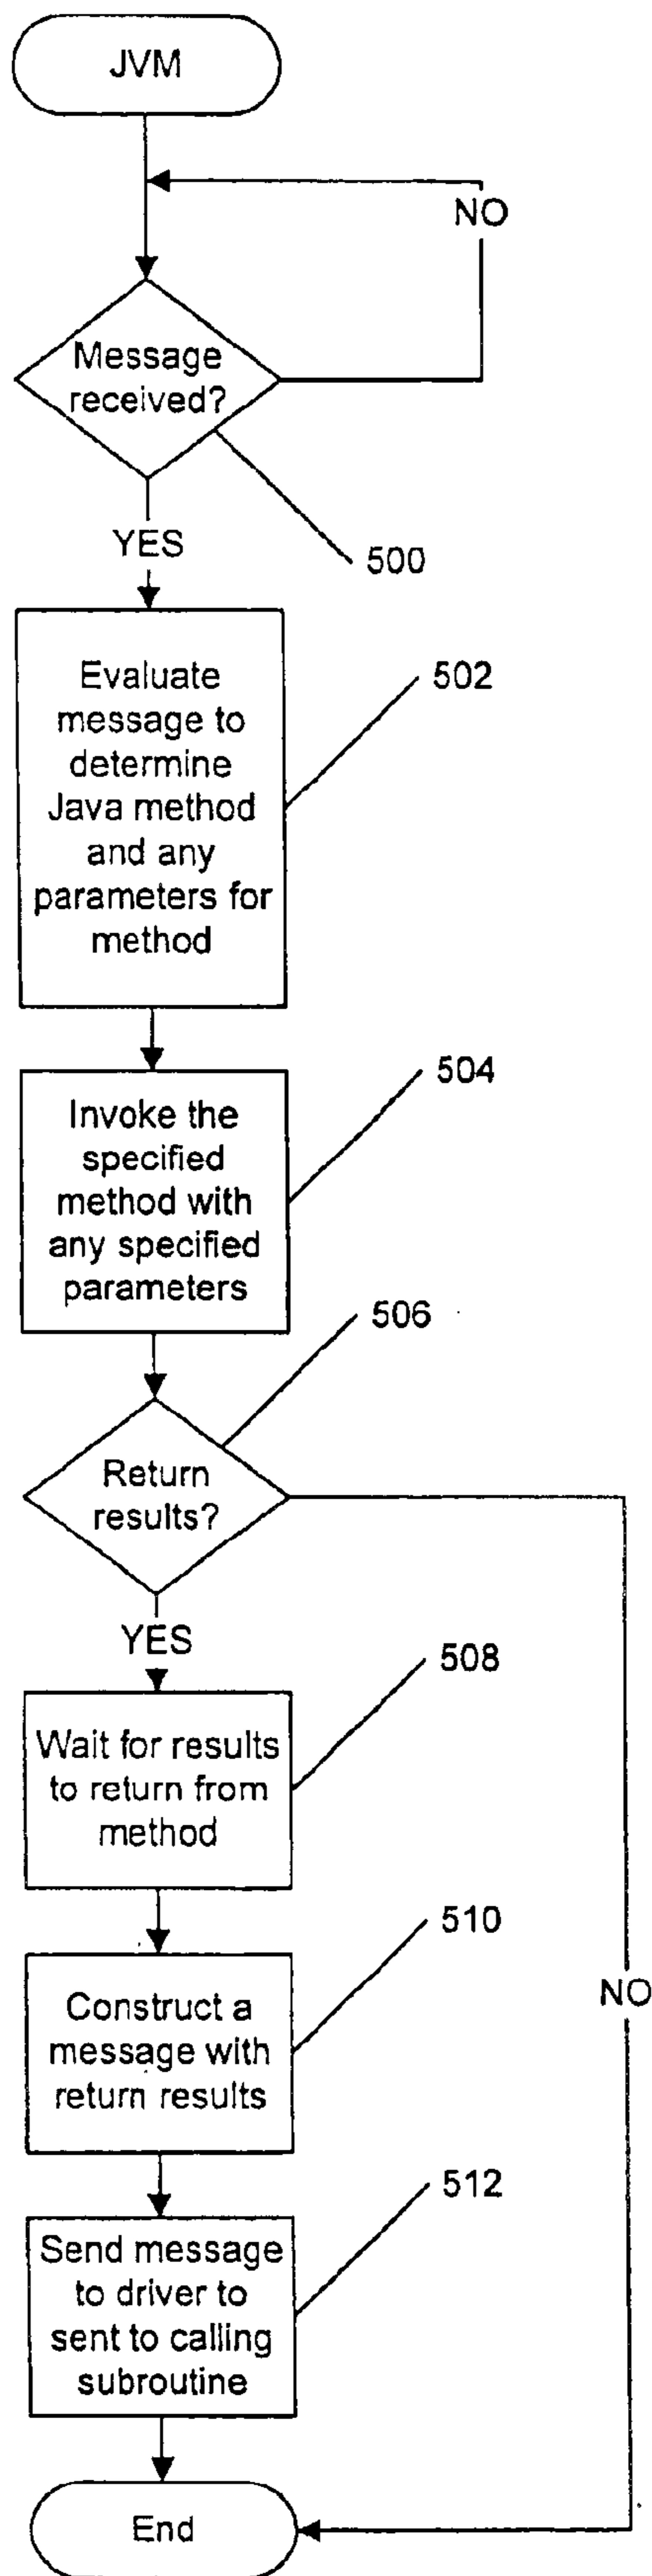 JVM
NO
Message
received?
500
YES
Evaluate
message to
determine
Java method
and any
parameters for
method
502
Invoke the
specified
method with
any specified
parameters
504
506
Return
results?
YES
508
Wait for results
to return from
method
510
Construct a
message with
return results
NO
512
Send message
to driver to
sent to calling
subroutine
End